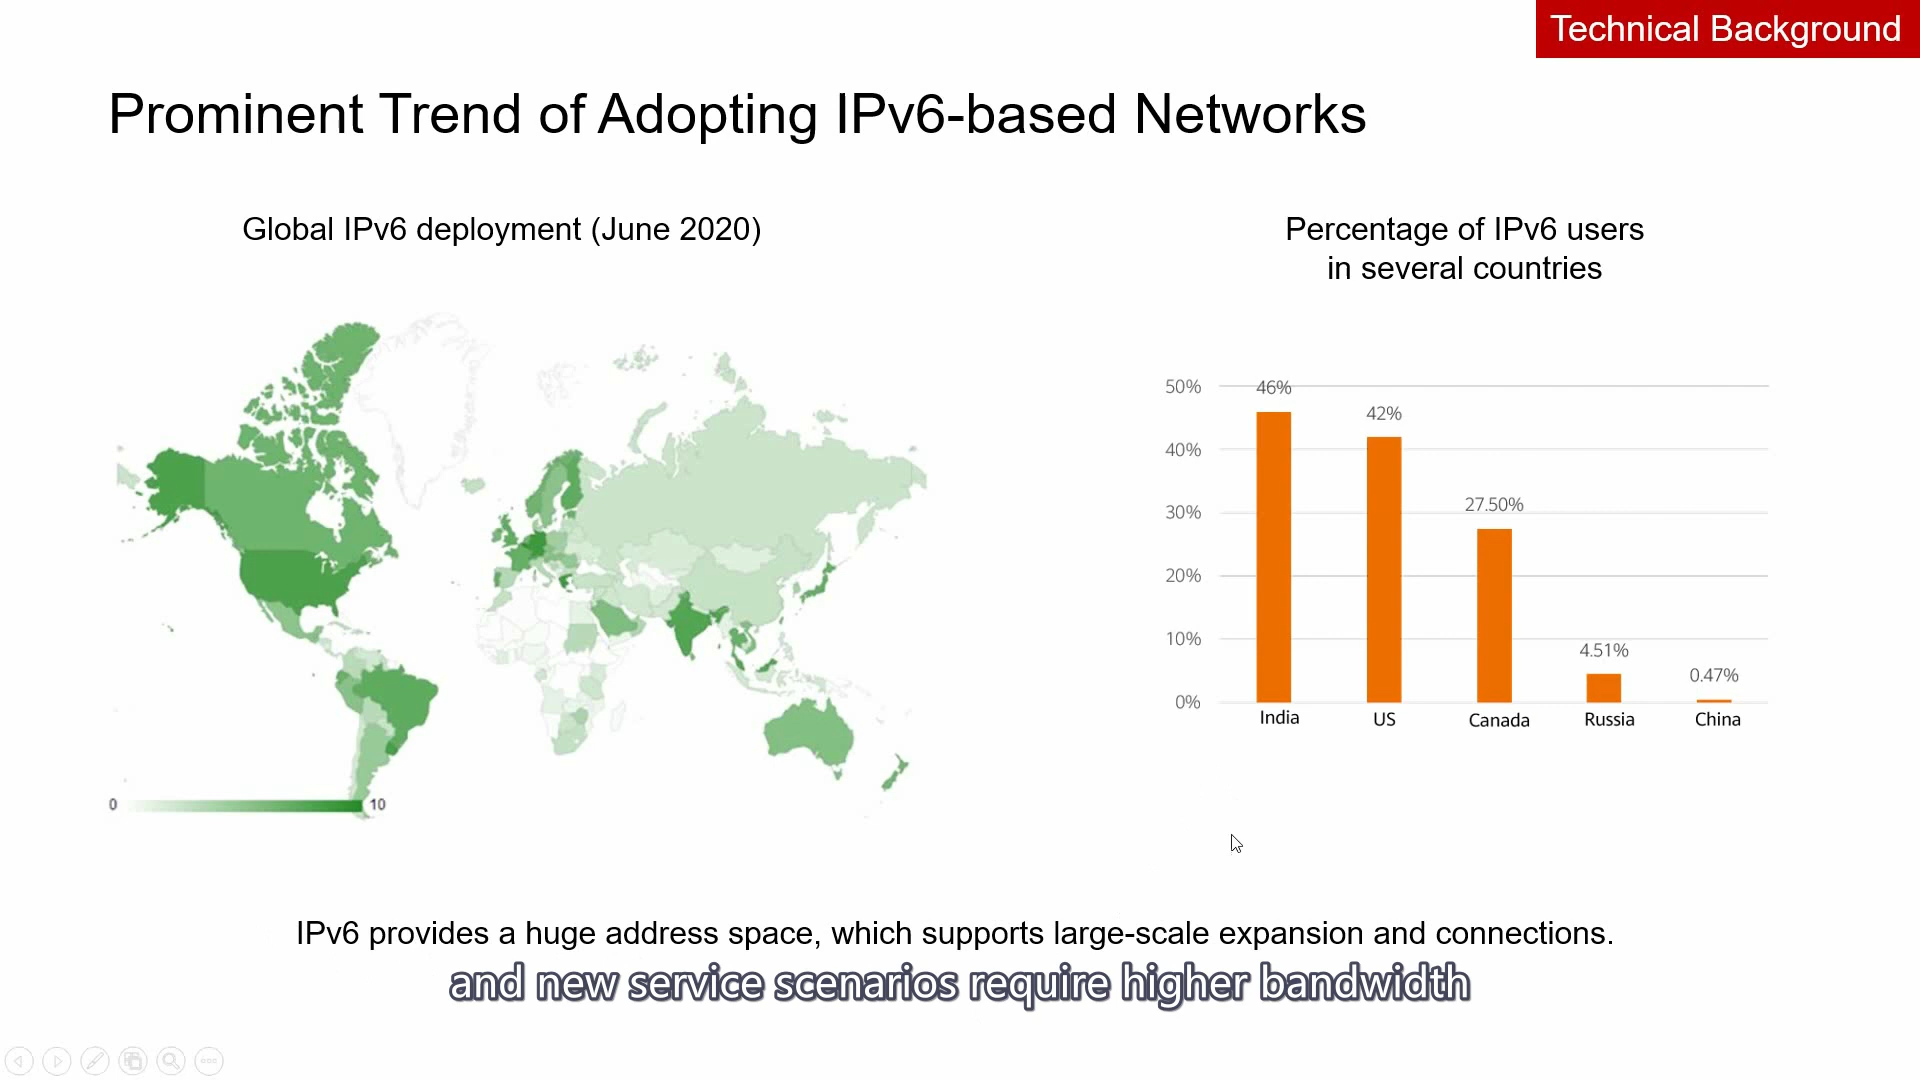 Technical Background
Prominent Trend of Adopting IPv6-based Networks
Global IPv6 deployment (June 2020)
Percentage of IPv6 users
in several countries
50%
40%
30%
20%
10%
0%
46%
42%
27.50%
4.51%
0.47%
India
US
Canada
Russia
China
0
10
IPv6 provides a huge address space, which supports large-scale expansion and connections.
and new service scenarios require higher bandwidth